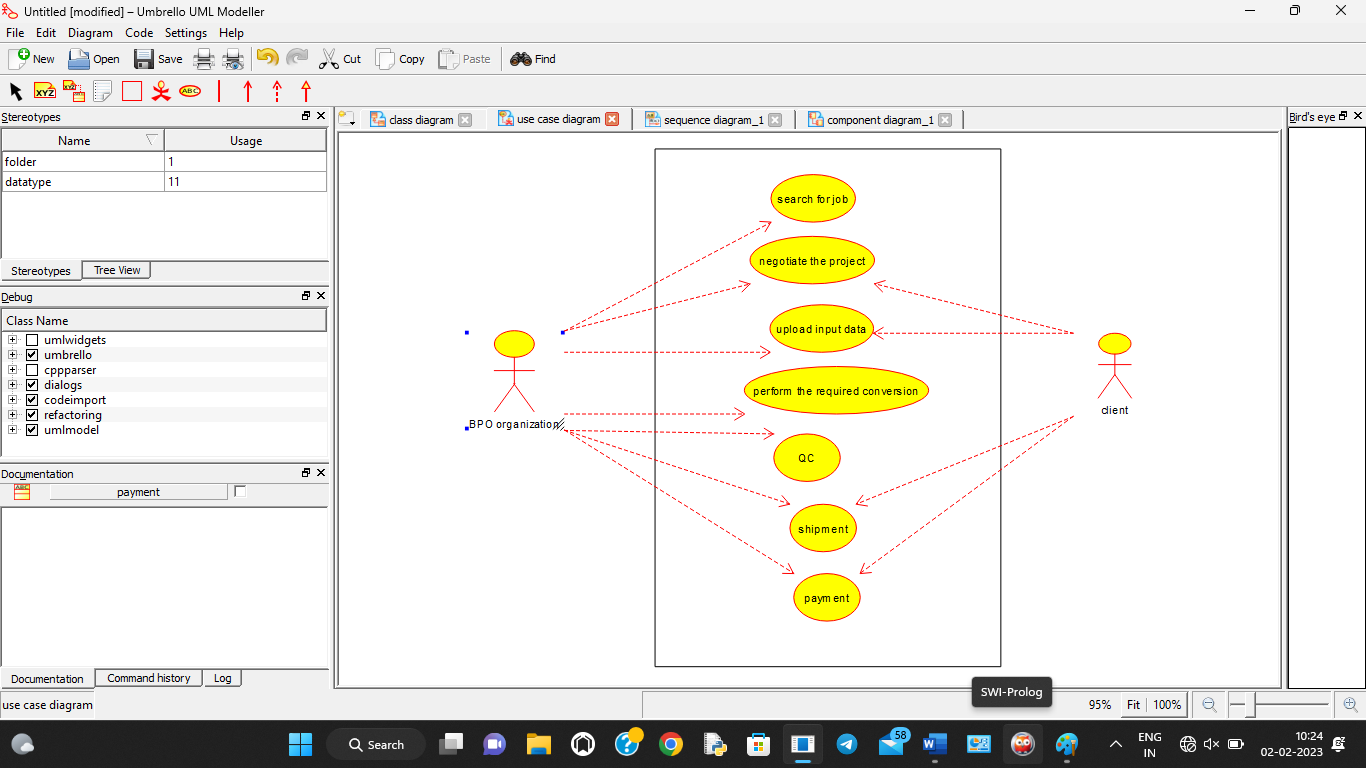 Untitled [modified] – Umbrello UML Modeller
File Edit Diagram Code Settings Help
New Open Save Cut Copy Paste Find
XYZ XYZ ABC
Stereotypes
Name Usage
folder 1
datatype 11
Stereotypes Tree View
Debug
Class Name
umlwidgets
umbrello
cppparser
dialogs
codeimport
refactoring
umlmodel
Documentation
ABC payment
Documentation Command history Log
use case diagram
class diagram use case diagram sequence diagram_1 component diagram_1
search for job
negotiate the project
upload input data
perform the required conversion
BPO organization
client
QC
shipment
payment
Bird's eye
SWI-Prolog
95% Fit 100%
Search
58
ENG
IN
10:24
02-02-2023